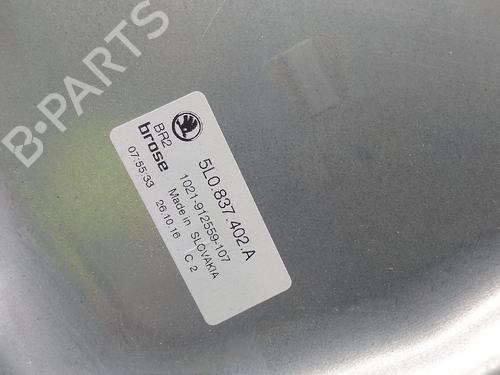 B-PARTS
5L0.837.402.A
BR2
brose
1021-912559-107
Made in SLOVAKIA
07:55:33
26.10.16 C 2